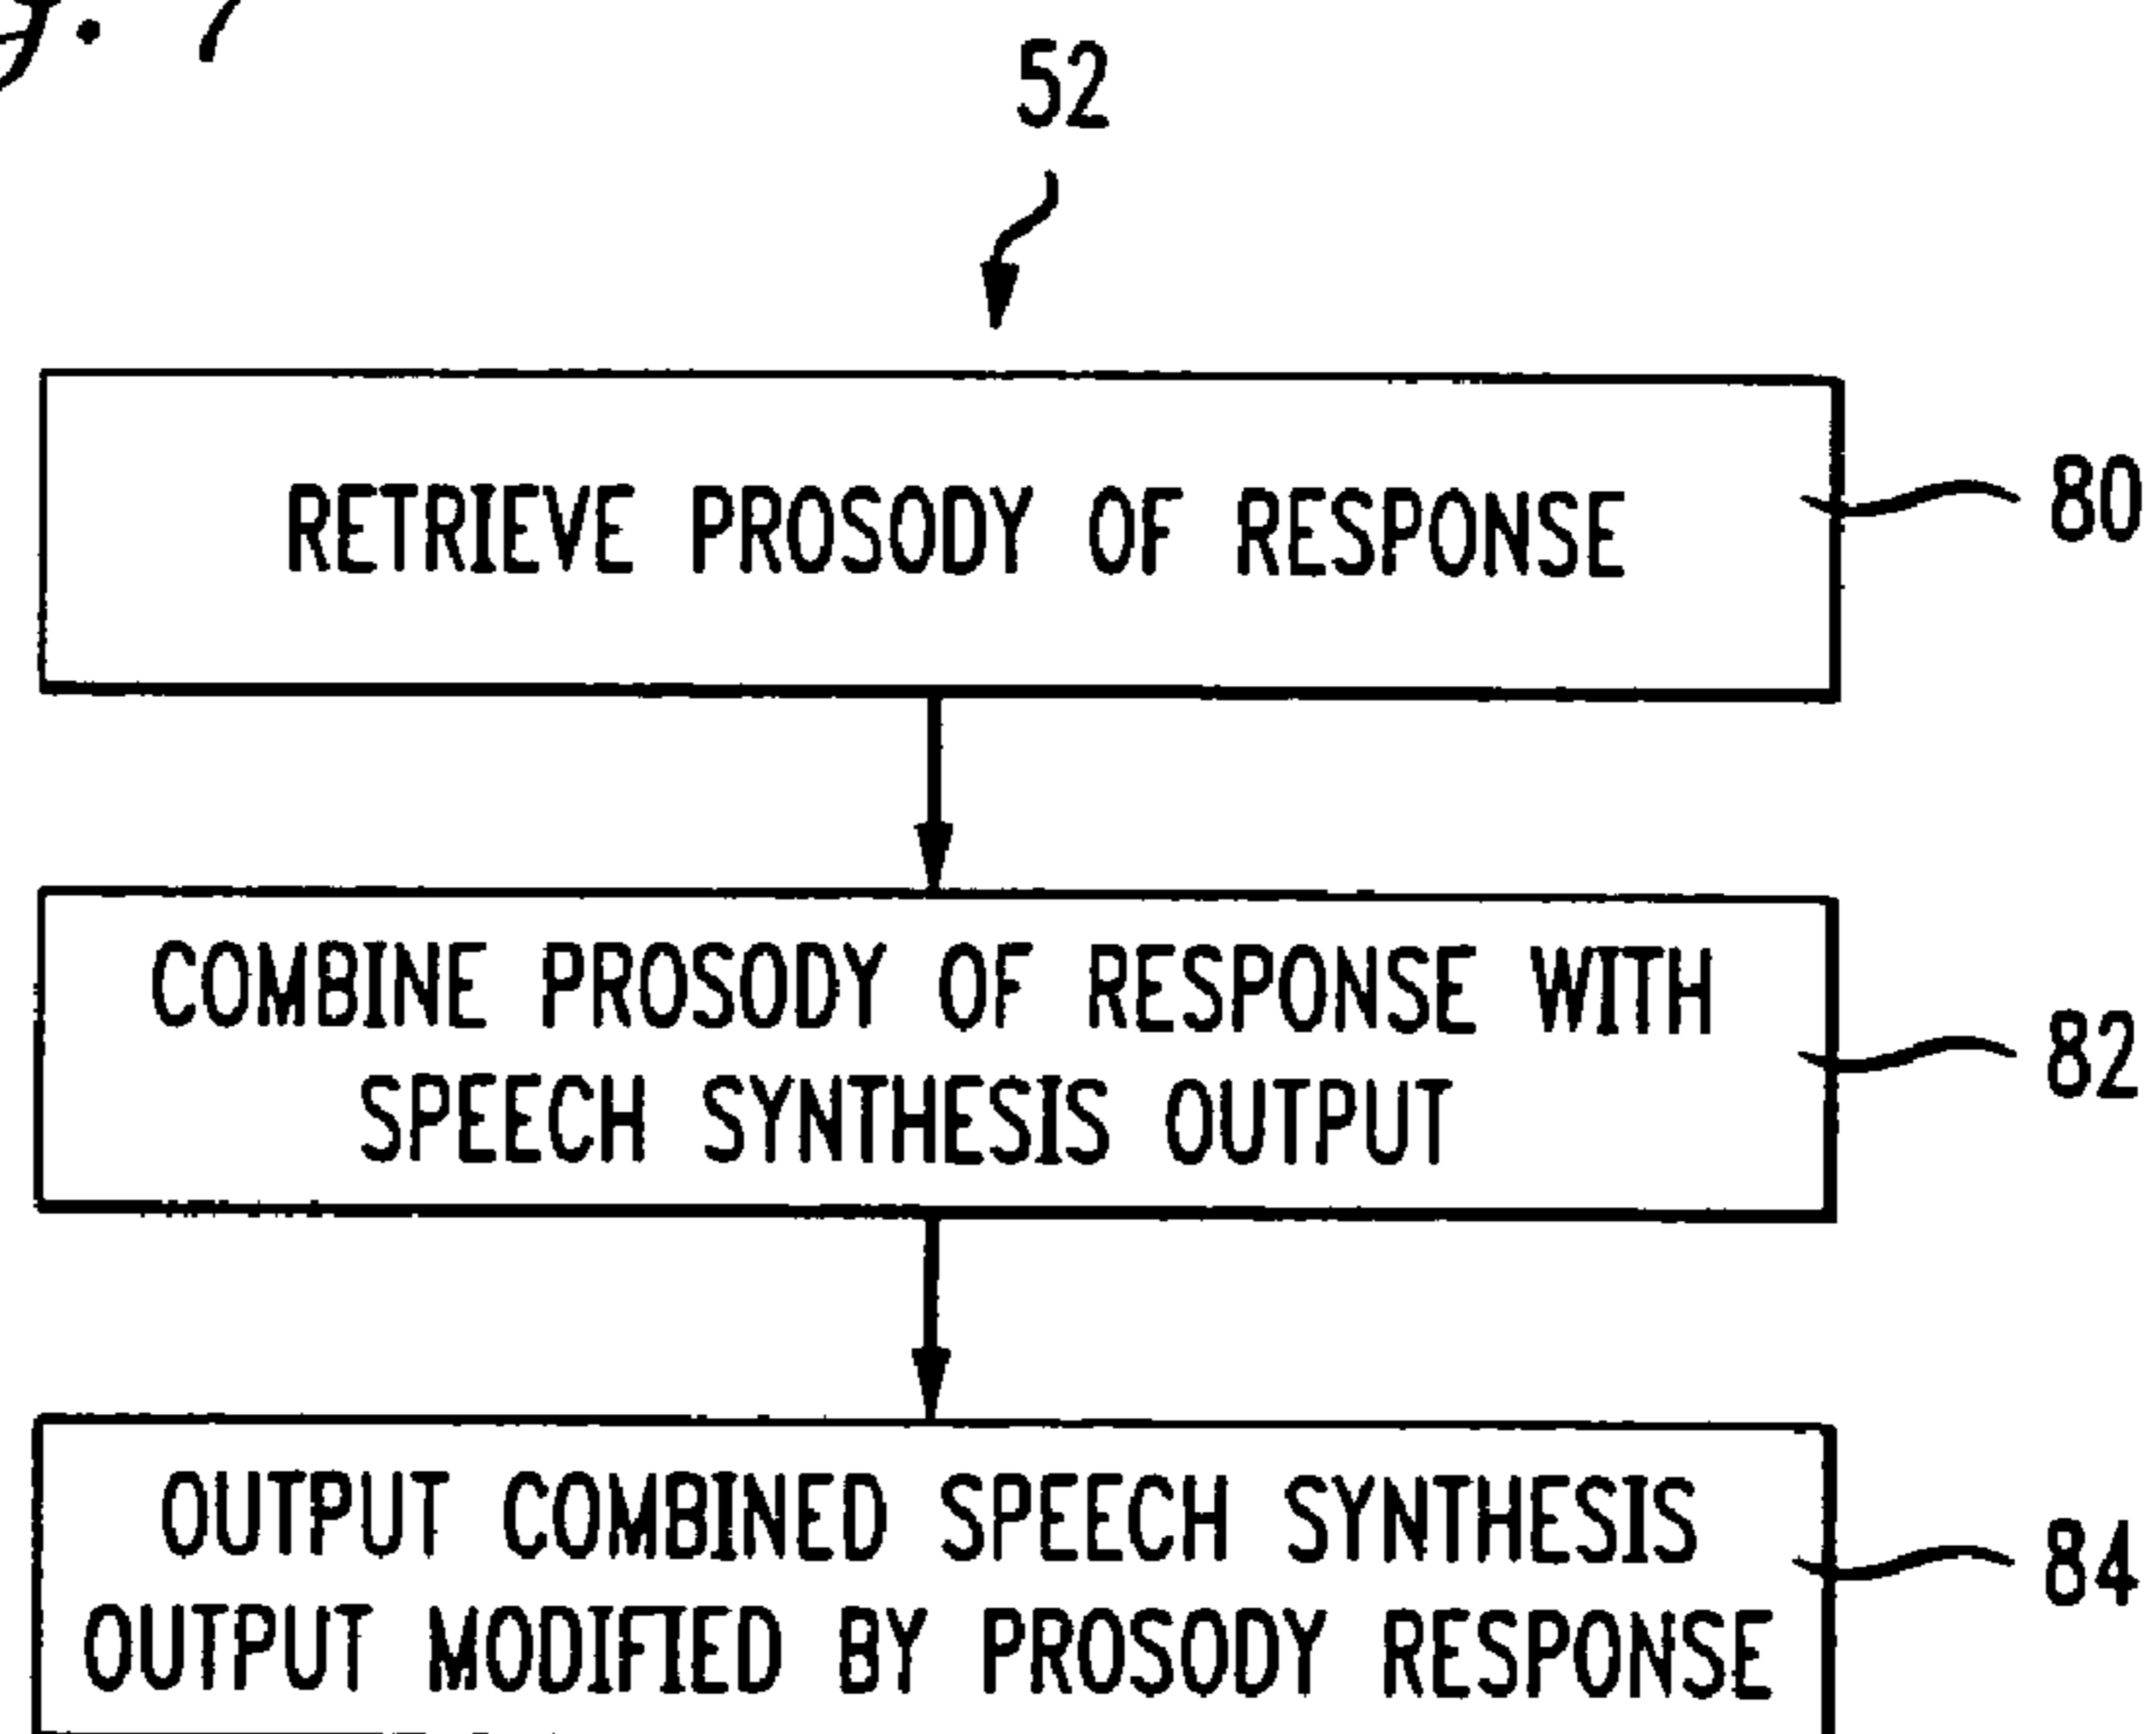 g. 7
52
RETRIEVE PROSODY OF RESPONSE
80
COMBINE PROSODY OF RESPONSE WITH
SPEECH SYNTHESIS OUTPUT
82
OUTPUT COMBINED SPEECH SYNTHESIS
OUTPUT MODIFIED BY PROSODY RESPONSE
84